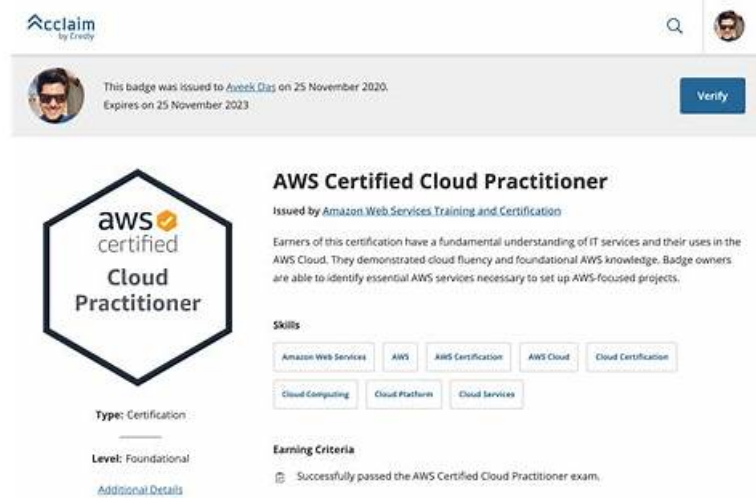 Acclaim
by Credly
This badge was issued to Aveek Das on 25 November 2020.
Expires on 25 November 2023
Verify
aws
certified
Cloud
Practitioner
Type: Certification
Level: Foundational
Additional Details
AWS Certified Cloud Practitioner
Issued by Amazon Web Services Training and Certification
Earners of this certification have a fundamental understanding of IT services and their uses in the
AWS Cloud. They demonstrated cloud fluency and foundational AWS knowledge. Badge owners
are able to identify essential AWS services necessary to set up AWS-focused projects.
Skills
Amazon Web Services AWS AWS Certification AWS Cloud Cloud Certification
Cloud Computing Cloud Platform Cloud Services
Earning Criteria
Successfully passed the AWS Certified Cloud Practitioner exam.